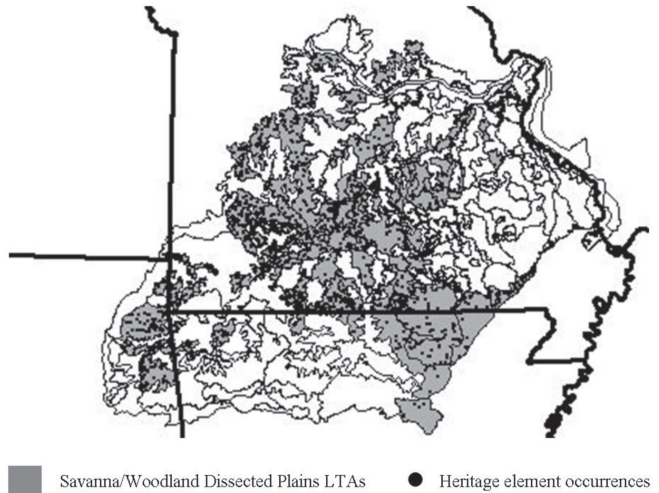 Savanna/Woodland Dissected Plains LTAs
Heritage element occurrences